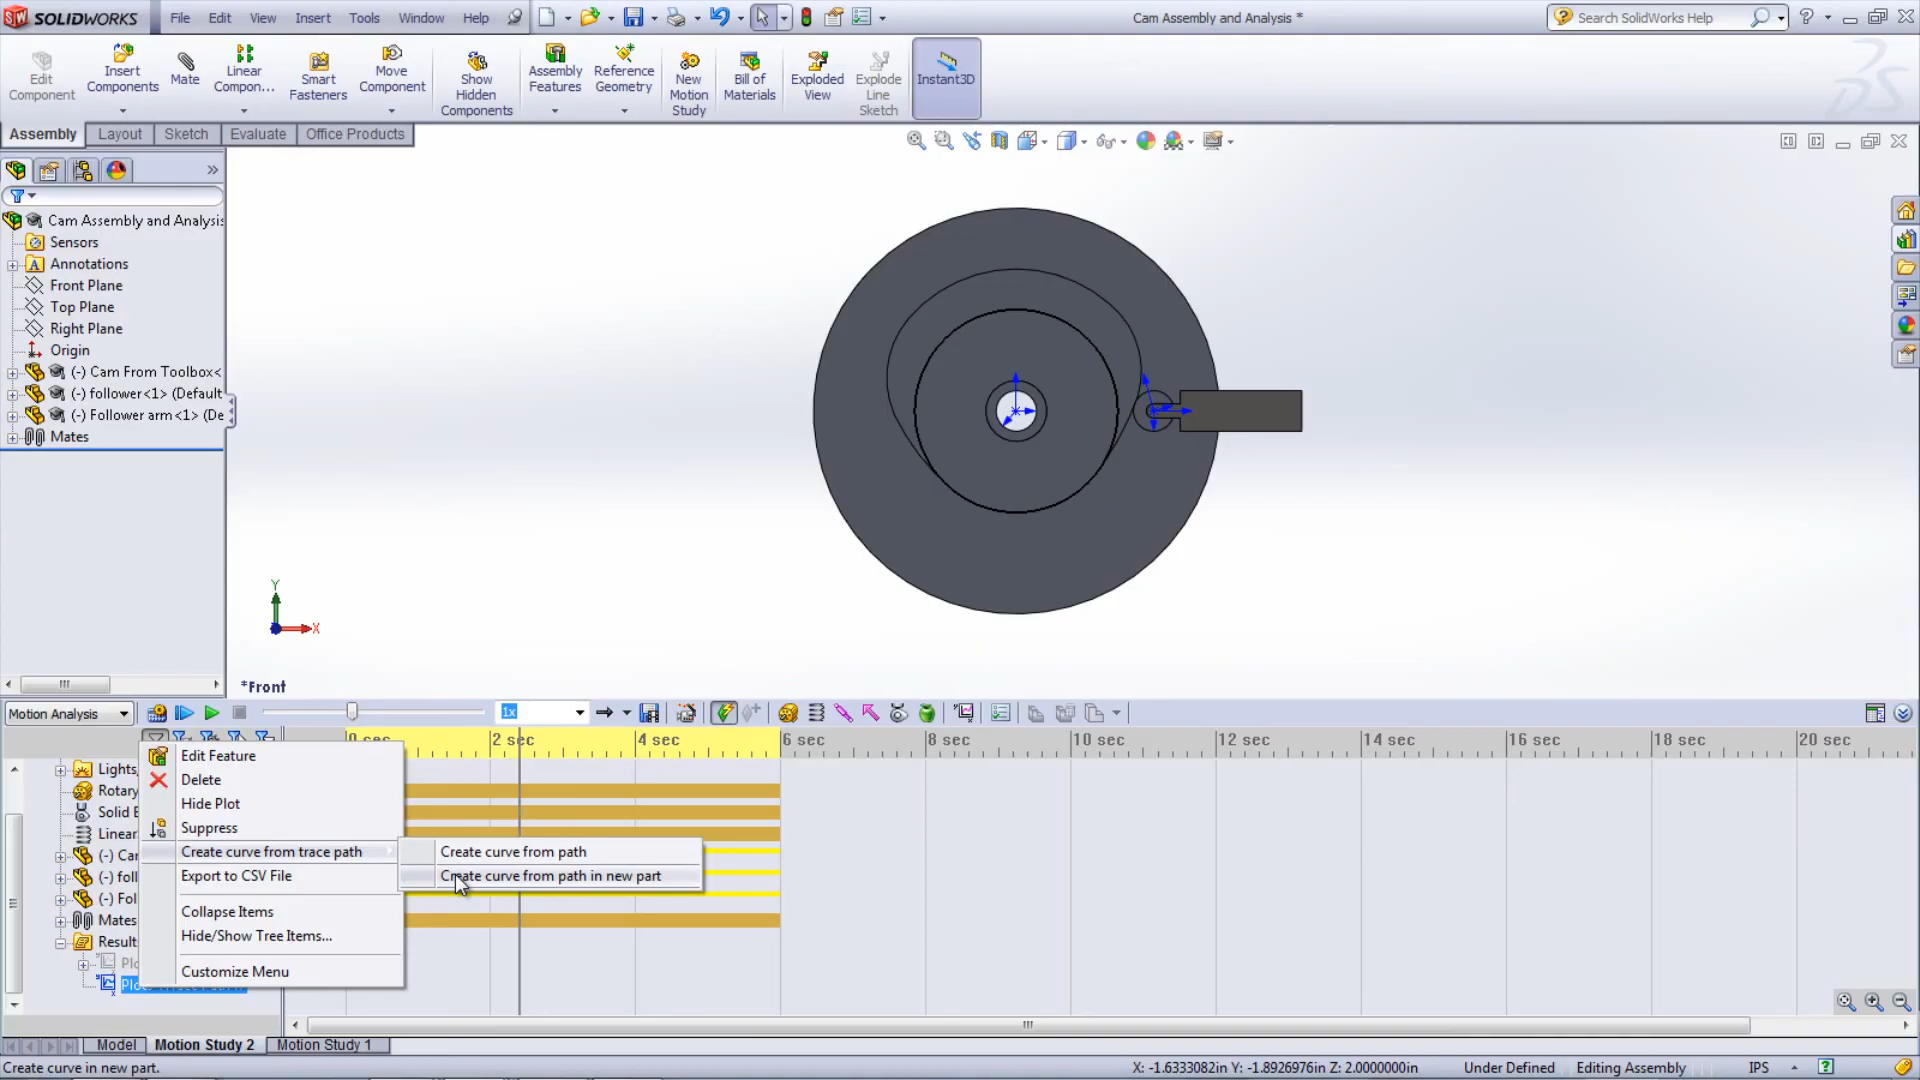 SOLIDWORKS
File Edit View Insert Tools Window Help
Cam Assembly and Analysis *
Search SolidWorks Help
Edit Component
Insert Components
Mate
Linear Compon...
Smart Fasteners
Move Component
Show Hidden Components
Assembly Features
Reference Geometry
New Motion Study
Bill of Materials
Exploded View
Explode Line Sketch
Instant3D
Assembly Layout Sketch Evaluate Office Products
Cam Assembly and Analysis
Sensors
Annotations
Front Plane
Top Plane
Right Plane
Origin
(-) Cam From Toolbox<
(-) follower<1> (Default
(-) Follower arm<1> (De
Mates
Y
X
*Front
Motion Analysis
1x
0 sec 2 sec 4 sec 6 sec 8 sec 10 sec 12 sec 14 sec 16 sec 18 sec 20 sec
Lights,
Rotary
Solid
Linear
(-) Car
(-) foll
(-) Fol
Mates
Result
Edit Feature
Delete
Hide Plot
Suppress
Create curve from trace path
Export to CSV File
Collapse Items
Hide/Show Tree Items...
Customize Menu
Create curve from path
Create curve from path in new part
Model Motion Study 2 Motion Study 1
Create curve in new part.
X: -1.6333082in Y: -1.8926976in Z: 2.0000000in Under Defined Editing Assembly IPS